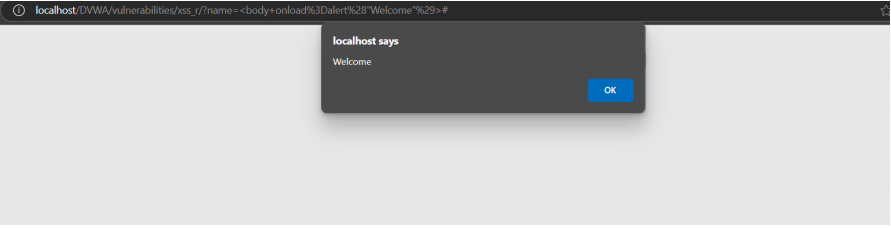 localhost/DVWA/vulnerabilities/xss_r/?name=<body+onload%3Dalert%28"Welcome"%29>#
localhost says
Welcome
OK